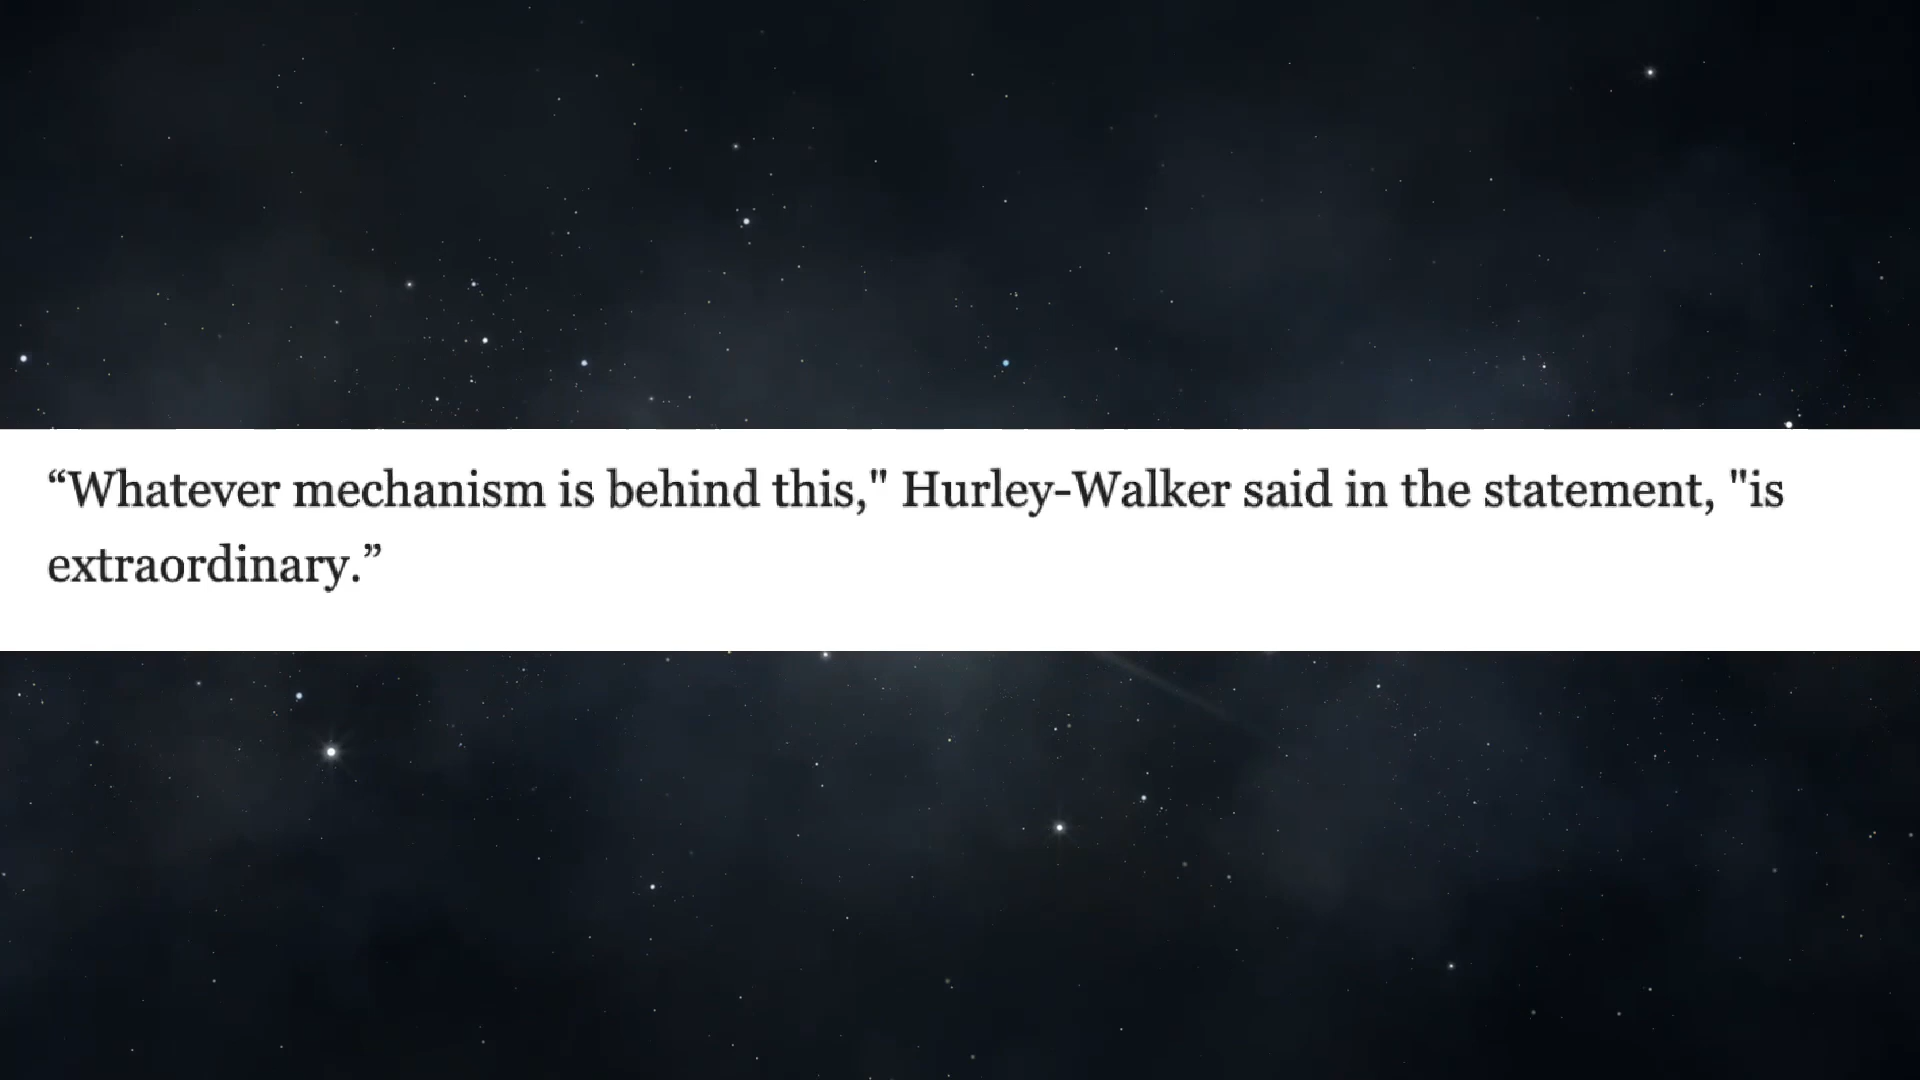 “Whatever mechanism is behind this," Hurley-Walker said in the statement, "is
extraordinary.”